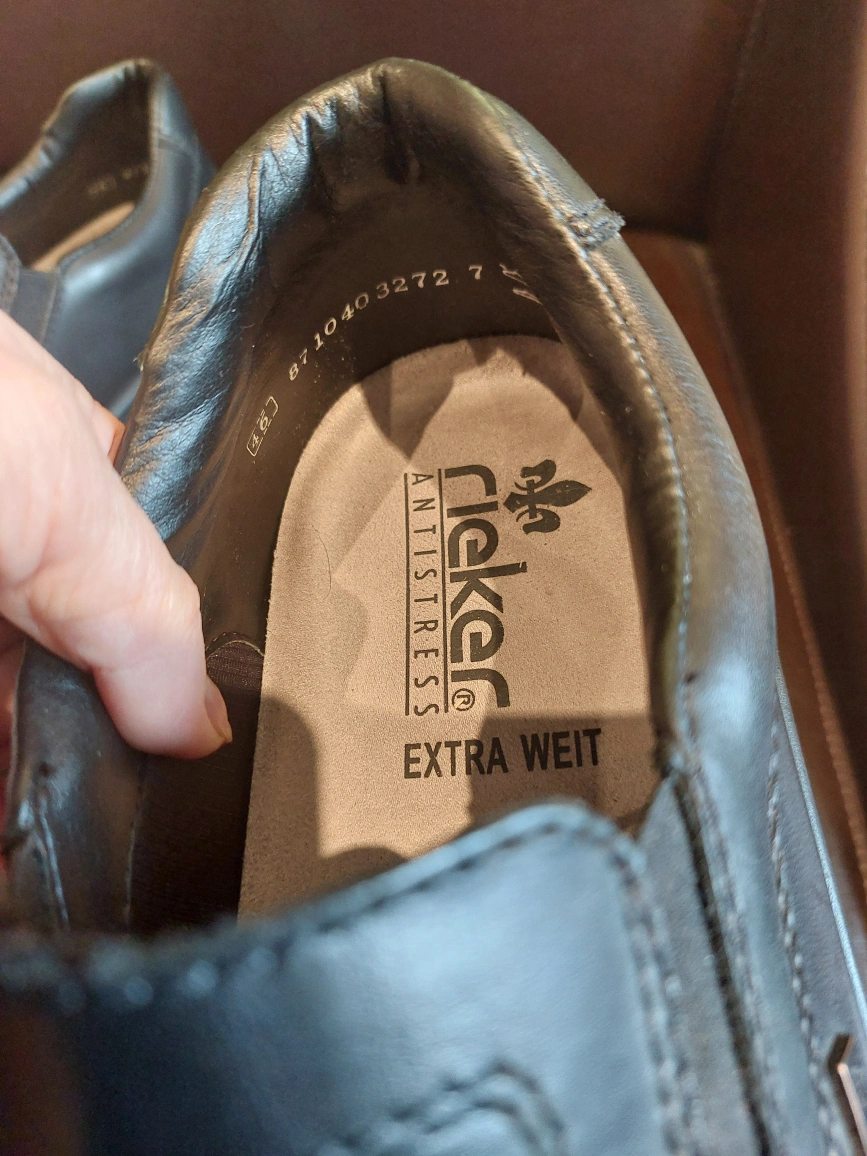 46
8710403272 7
rieker®
ANTISTRESS
EXTRA WEIT